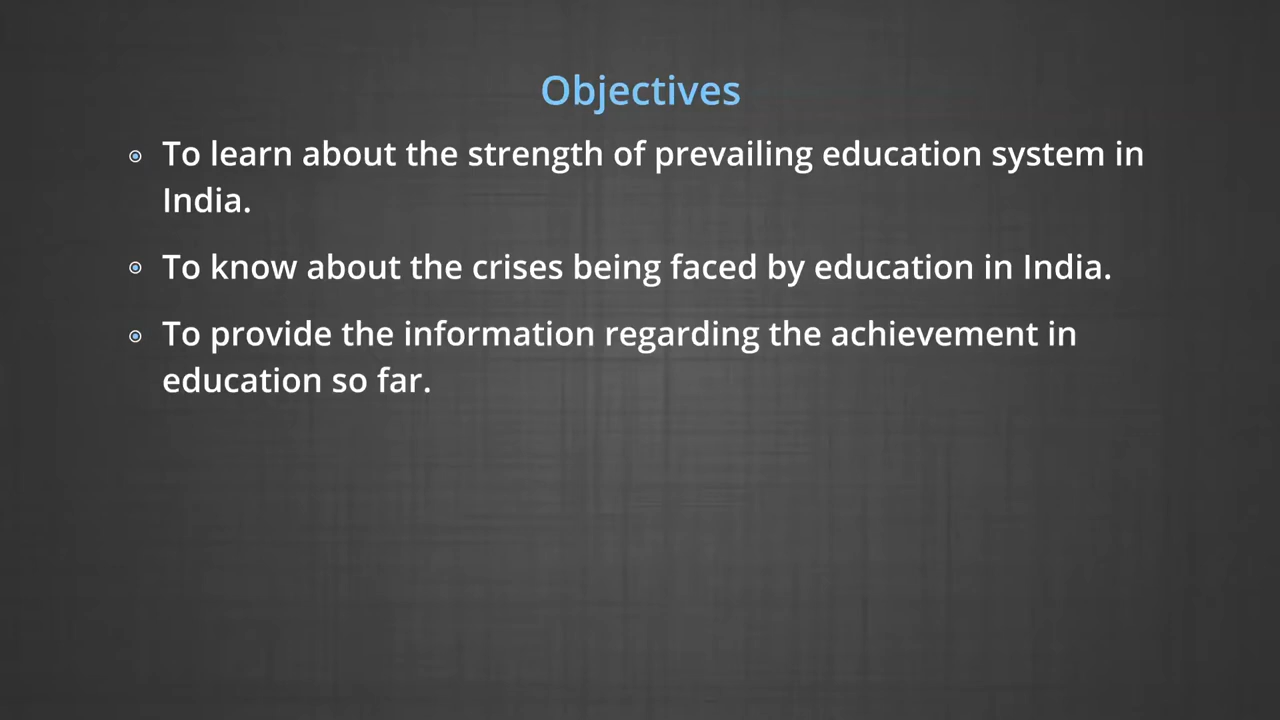 Objectives
To learn about the strength of prevailing education system in
India.
To know about the crises being faced by education in India.
To provide the information regarding the achievement in
education so far.